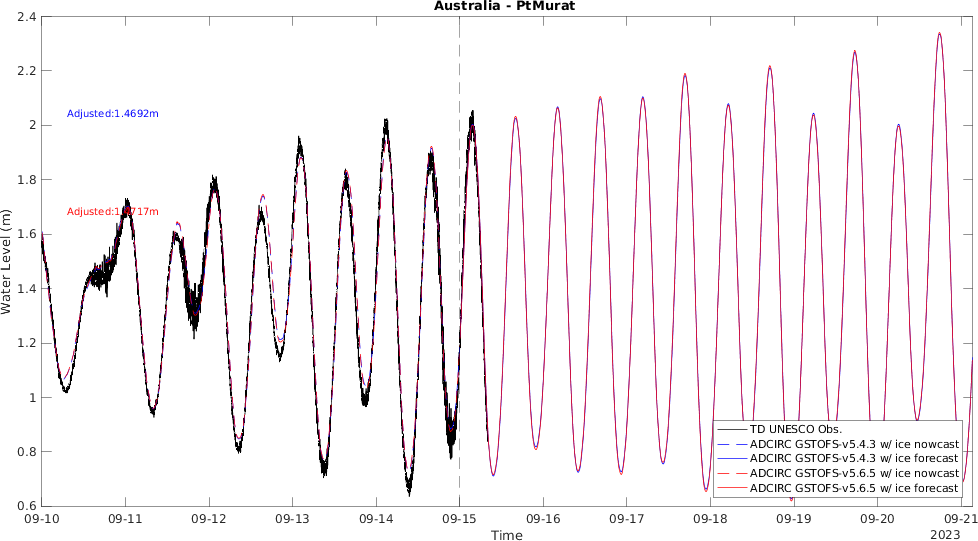 Australia - PtMurat
2.4
2.2
2
1.8
1.6
1.4
1.2
1
0.8
0.6
Water Level (m)
Adjusted:1.4692m
TD UNESCO Obs.
ADCIRC GSTOFS-v5.4.3 w/ ice nowcast
ADCIRC GSTOFS-v5.4.3 w/ ice forecast
ADCIRC GSTOFS-v5.6.5 w/ ice nowcast
ADCIRC GSTOFS-v5.6.5 w/ ice forecast
09-10 09-11 09-12 09-13 09-14 09-15 09-16 09-17 09-18 09-19 09-20 09-21
Time
2023